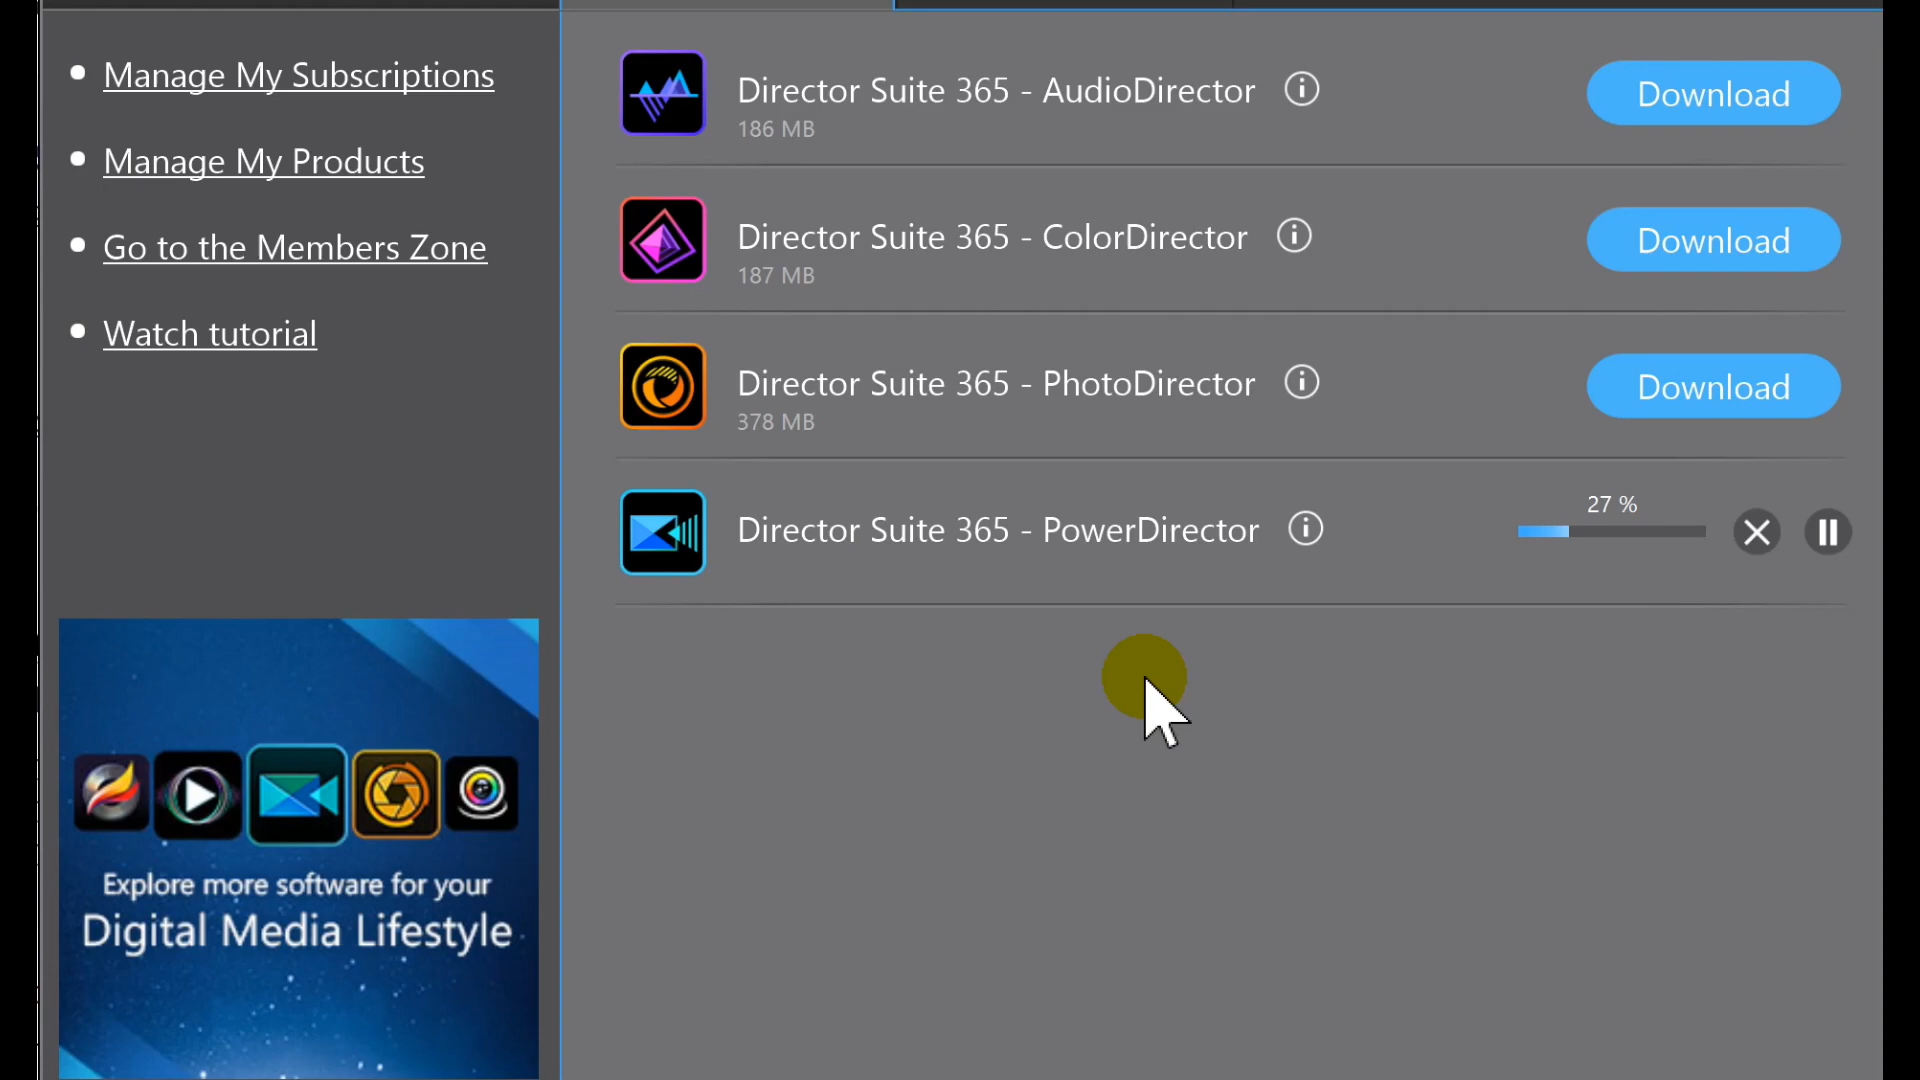 Manage My Subscriptions
Manage My Products
Go to the Members Zone
Watch tutorial
Explore more software for your
Digital Media Lifestyle
Director Suite 365 - AudioDirector
186 MB
Download
Director Suite 365 - ColorDirector
187 MB
Download
Director Suite 365 - PhotoDirector
378 MB
Download
Director Suite 365 - PowerDirector
27 %